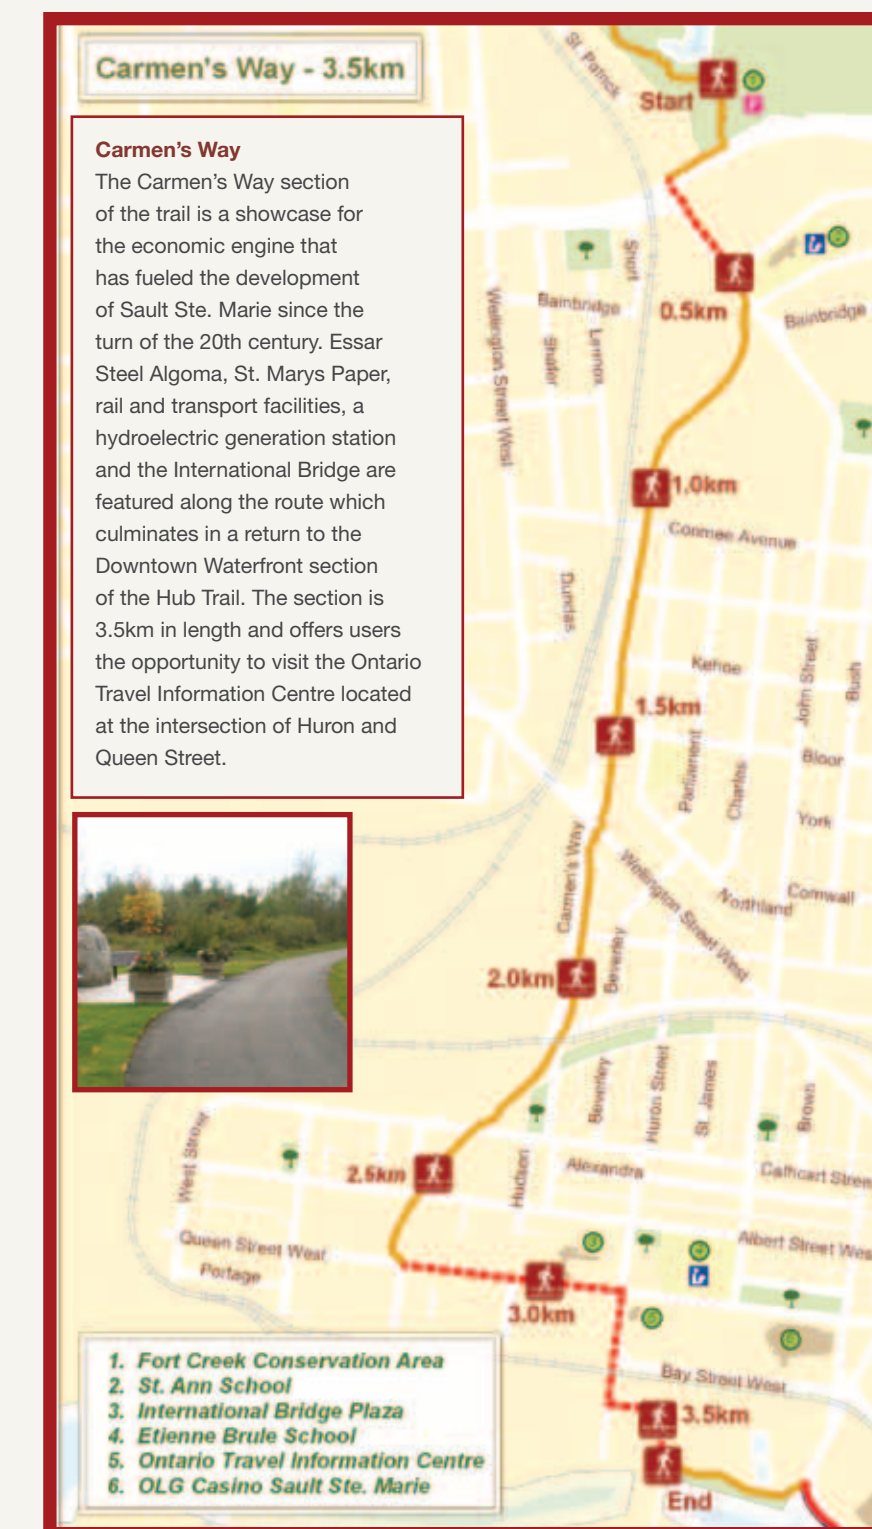 Carmen's Way - 3.5km
Carmen's Way
The Carmen's Way section
of the trail is a showcase for
the economic engine that
has fueled the development
of Sault Ste. Marie since the
turn of the 20th century. Essar
Steel Algoma, St. Marys Paper,
rail and transport facilities, a
hydroelectric generation station
and the International Bridge are
featured along the route which
culminates in a return to the
Downtown Waterfront section
of the Hub Trail. The section is
3.5km in length and offers users
the opportunity to visit the Ontario
Travel Information Centre located
at the intersection of Huron and
Queen Street.
St. Patrick
Start
1
P
2
Short
Bainbridge
0.5km
Bainbridge
Wellington Street West
Shafer
Lennox
1.0km
Conmee Avenue
Dundas
Kehoe
John Street
Bush
1.5km
Parliament
Charles
Bloor
York
Carmen's Way
Wellington Street West
Northland
Cornwall
2.0km
Beverley
Beverley
Huron Street
St. James
Brown
West Street
2.5km
Hudson
Alexandra
Cathcart Stree
Queen Street West
Portage
3
4
Albert Street Wes
3.0km
5
6
Bay Street West
3.5km
End
1. Fort Creek Conservation Area
2. St. Ann School
3. International Bridge Plaza
4. Etienne Brule School
5. Ontario Travel Information Centre
6. OLG Casino Sault Ste. Marie